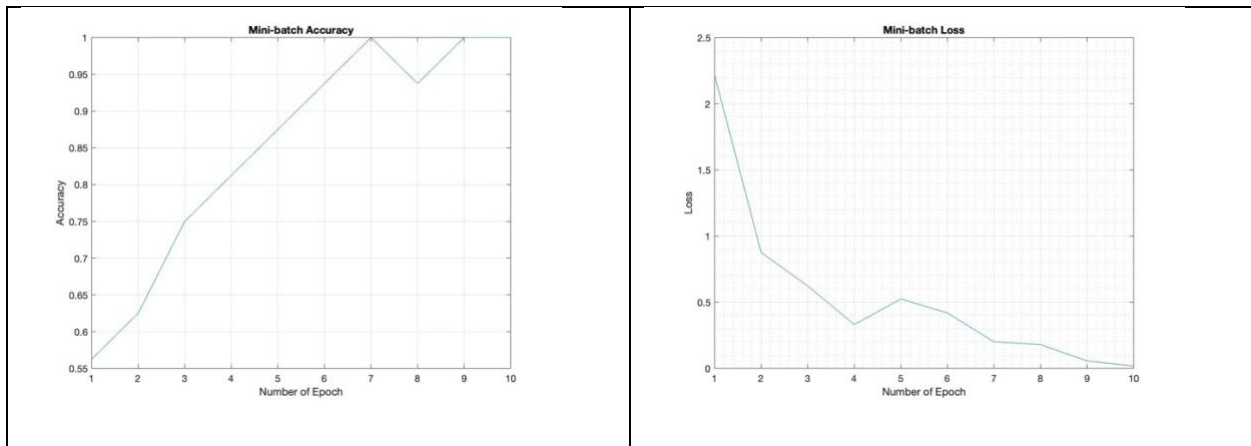 Mini-batch Accuracy
1
0.95
0.9
0.85
0.8
0.75
0.7
0.65
0.6
0.55
Accuracy
1 2 3 4 5 6 7 8 9 10
Number of Epoch
Mini-batch Loss
2.5
2
1.5
1
0.5
0
Loss
1 2 3 4 5 6 7 8 9 10
Number of Epoch